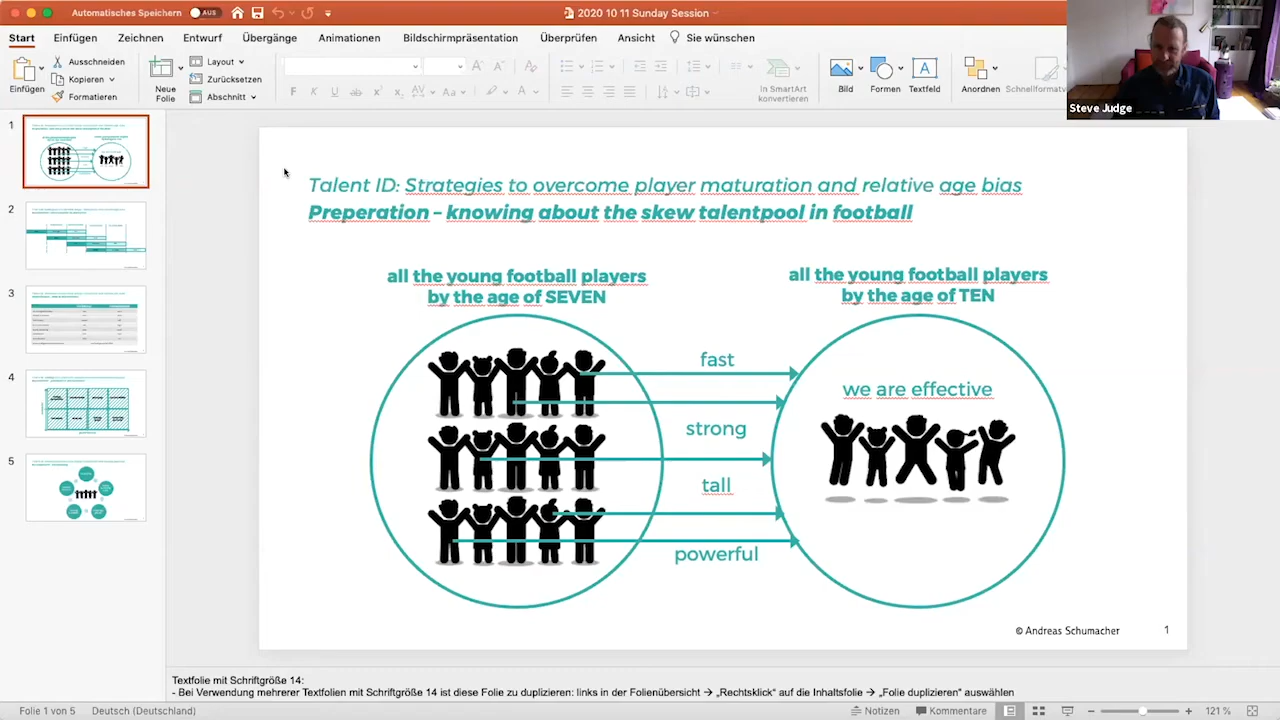 Automatisches Speichern AUS
2020 10 11 Sunday Session
Start Einfügen Zeichnen Entwurf Übergänge Animationen Bildschirmpräsentation Überprüfen Ansicht Sie wünschen
Einfügen
Ausschneiden
Kopieren
Formatieren
Neue
Folie
Layout
Zurücksetzen
Abschnitt
In SmartArt
konvertieren
Bild
Formen
Textfeld
Anordnen
Steve Judge
1
2
3
4
5
Talent ID: Strategies to overcome player maturation and relative age bias
Preperation – knowing about the skew talentpool in football
all the young football players
by the age of SEVEN
all the young football players
by the age of TEN
fast
strong
tall
powerful
we are effective
© Andreas Schumacher 1
Textfolie mit Schriftgröße 14:
- Bei Verwendung mehrerer Textfolien mit Schriftgröße 14 ist diese Folie zu duplizieren: links in der Folienübersicht → „Rechtsklick" auf die Inhaltsfolie → „Folie duplizieren" auswählen
Folie 1 von 5 Deutsch (Deutschland) Notizen Kommentare 121 %